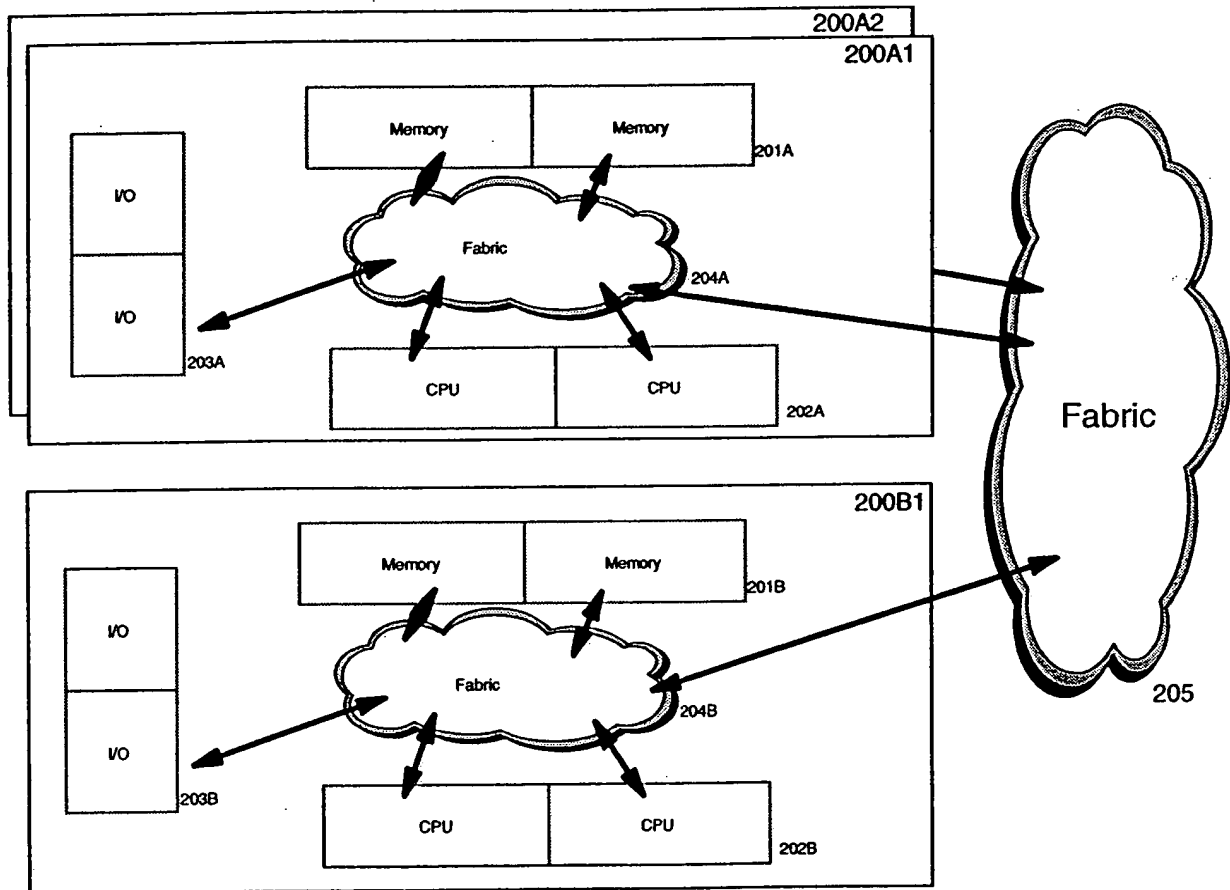 200A2
200A1
Memory
Memory
201A
I/O
Fabric
204A
I/O
203A
CPU
CPU
202A
Fabric
205
200B1
Memory
Memory
201B
I/O
Fabric
204B
I/O
203B
CPU
CPU
202B